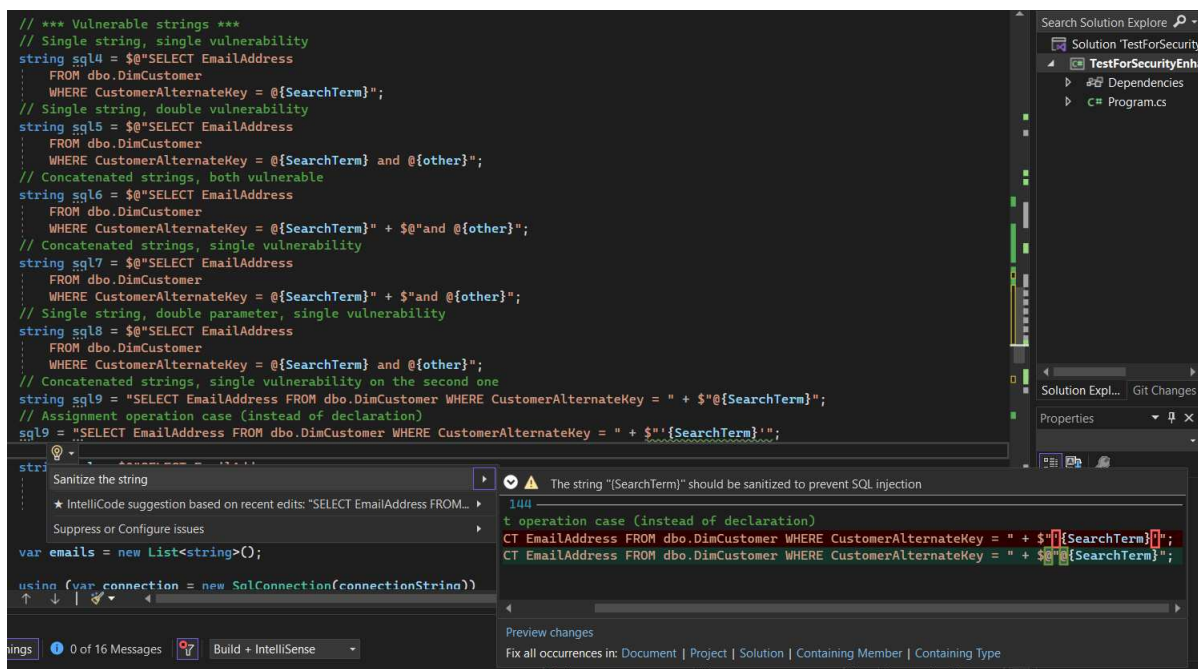 // *** Vulnerable strings ***
// Single string, single vulnerability
string sql4 = $@"SELECT EmailAddress
FROM dbo.DimCustomer
WHERE CustomerAlternateKey = @{SearchTerm}";
// Single string, double vulnerability
string sql5 = $@"SELECT EmailAddress
FROM dbo.DimCustomer
WHERE CustomerAlternateKey = @{SearchTerm} and @{other}";
// Concatenated strings, both vulnerable
string sql6 = $@"SELECT EmailAddress
FROM dbo.DimCustomer
WHERE CustomerAlternateKey = @{SearchTerm}" + $@"and @{other}";
// Concatenated strings, single vulnerability
string sql7 = $@"SELECT EmailAddress
FROM dbo.DimCustomer
WHERE CustomerAlternateKey = @{SearchTerm}" + $"and @{other}";
// Single string, double parameter, single vulnerability
string sql8 = $@"SELECT EmailAddress
FROM dbo.DimCustomer
WHERE CustomerAlternateKey = @{SearchTerm} and @{other}";
// Concatenated strings, single vulnerability on the second one
string sql9 = "SELECT EmailAddress FROM dbo.DimCustomer WHERE CustomerAlternateKey = " + $"@{SearchTerm}";
// Assignment operation case (instead of declaration)
sql9 = "SELECT EmailAddress FROM dbo.DimCustomer WHERE CustomerAlternateKey = " + $"'{SearchTerm}'";
stri
Sanitize the string
★ IntelliCode suggestion based on recent edits: "SELECT EmailAddress FROM...
Suppress or Configure issues
var emails = new List<string>();
using (var connection = new SqlConnection(connectionString))
The string "{SearchTerm}" should be sanitized to prevent SQL injection
144
t operation case (instead of declaration)
CT EmailAddress FROM dbo.DimCustomer WHERE CustomerAlternateKey = " + $"'{SearchTerm}'";
CT EmailAddress FROM dbo.DimCustomer WHERE CustomerAlternateKey = " + $@"@{SearchTerm}";
Preview changes
Fix all occurrences in: Document | Project | Solution | Containing Member | Containing Type
nings
0 of 16 Messages
Build + IntelliSense
Search Solution Explore
Solution 'TestForSecurity
TestForSecurityEnh
Dependencies
C# Program.cs
Solution Expl... Git Changes
Properties